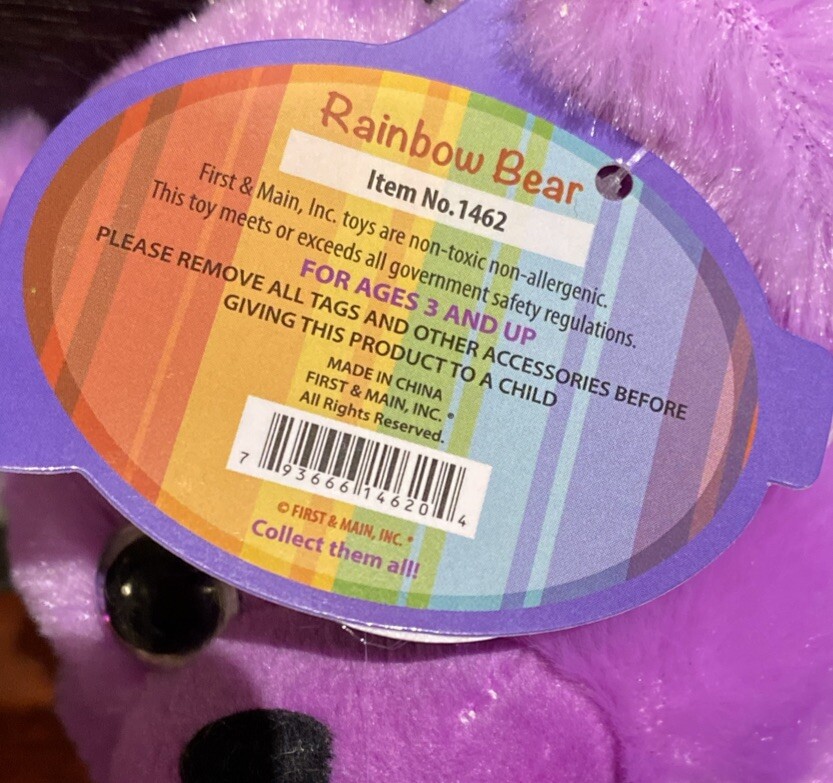 Rainbow Bear
Item No.1462
First & Main, Inc. toys are non-toxic non-allergenic.
This toy meets or exceeds all government safety regulations.
FOR AGES 3 AND UP
PLEASE REMOVE ALL TAGS AND OTHER ACCESSORIES BEFORE
GIVING THIS PRODUCT TO A CHILD
MADE IN CHINA
FIRST & MAIN, INC.®
All Rights Reserved.
7 93666 14620 4
© FIRST & MAIN, INC.®
Collect them all!